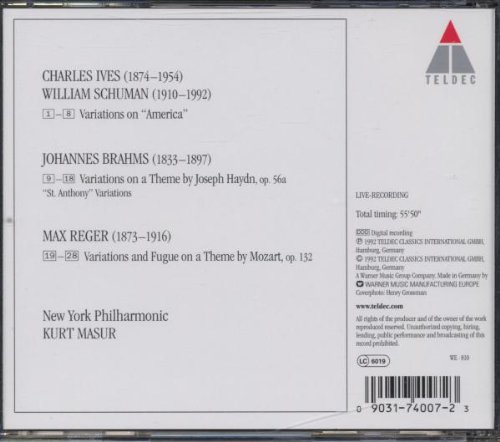 CHARLES IVES (1874–1954)
WILLIAM SCHUMAN (1910–1992)
1 – 8 Variations on “America”
JOHANNES BRAHMS (1833–1897)
9 – 18 Variations on a Theme by Joseph Haydn, op. 56a
“St. Anthony” Variations
MAX REGER (1873–1916)
19 – 28 Variations and Fugue on a Theme by Mozart, op. 132
New York Philharmonic
KURT MASUR
TELDEC
LIVE-RECORDING
Total timing: 55'50"
DDD Digital recording
℗ 1992 TELDEC CLASSICS INTERNATIONAL GMBH,
Hamburg, Germany
© 1992 TELDEC CLASSICS INTERNATIONAL GMBH,
Hamburg, Germany
A Warner Music Group Company. Made in Germany by
WARNER MUSIC MANUFACTURING EUROPE
Coverphoto: Henry Grossman
www.teldec.com
All rights of the producer and of the owner of the work
reproduced reserved. Unauthorized copying, hiring,
lending, public performance and broadcasting of this
record prohibited.
LC 6019
WE 810
0 09031-74007-2 3